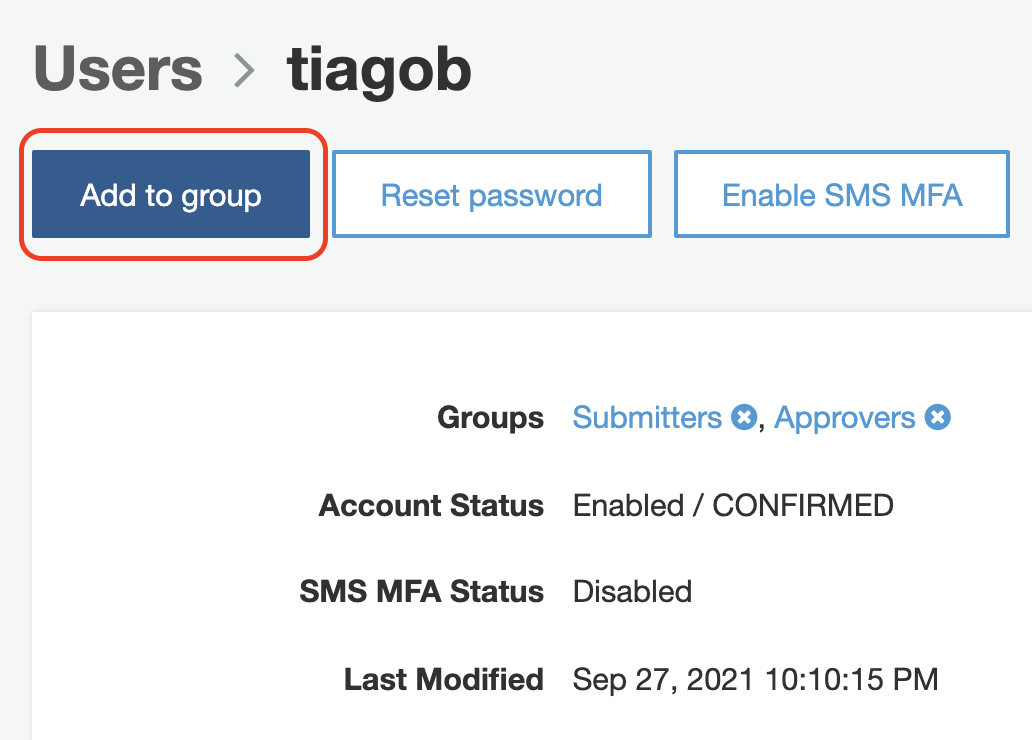 Users > tiagob
Add to group Reset password Enable SMS MFA
Groups Submitters, Approvers
Account Status Enabled / CONFIRMED
SMS MFA Status Disabled
Last Modified Sep 27, 2021 10:10:15 PM